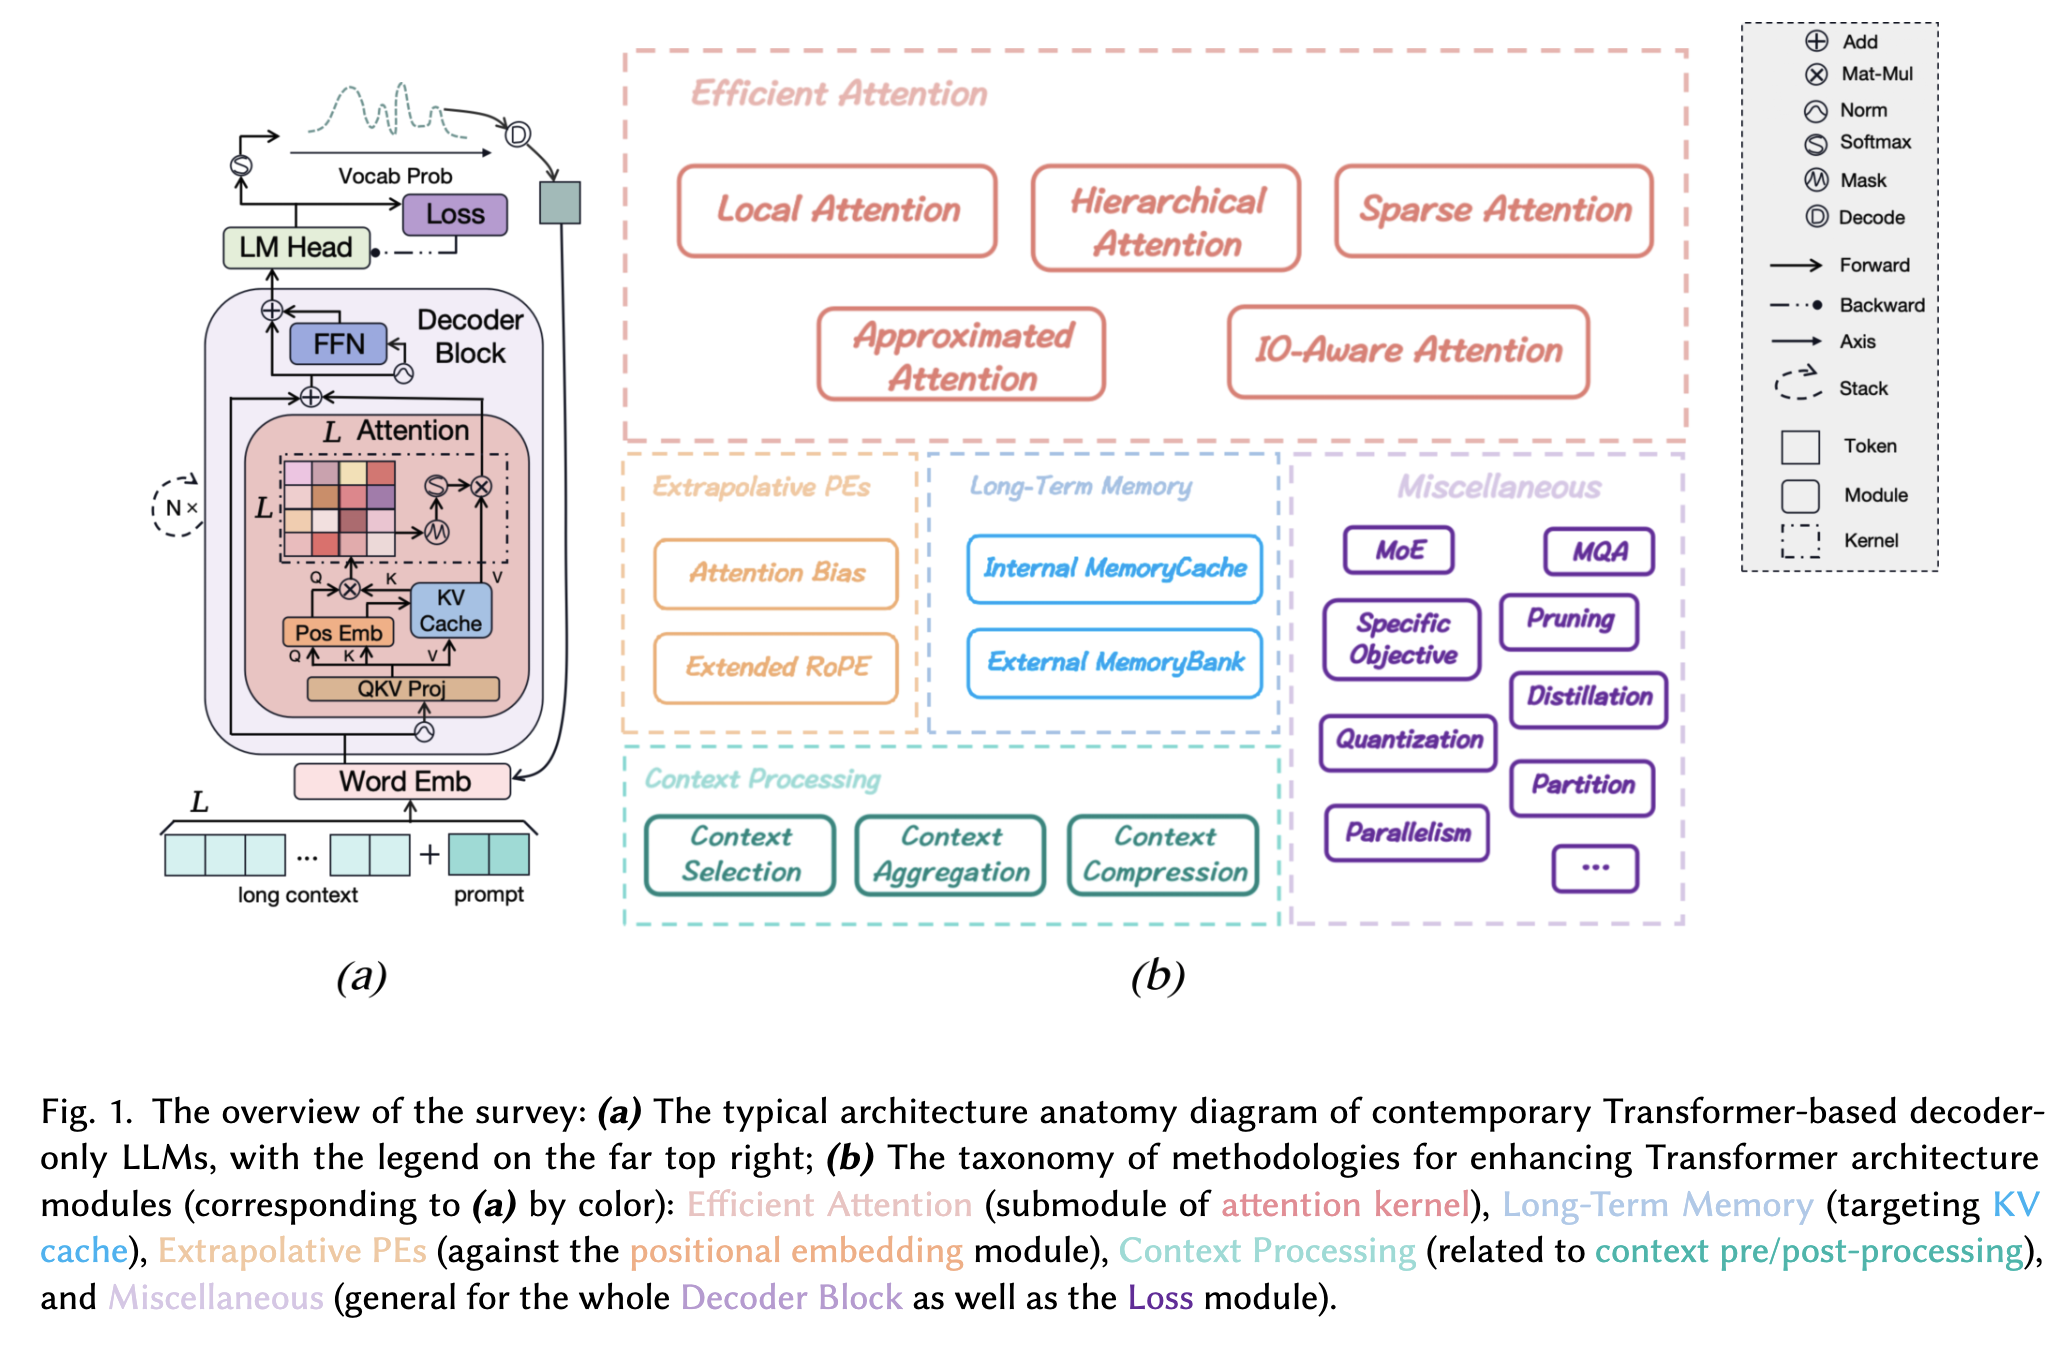 Vocab Prob
D
S
Loss
LM Head
Decoder
Block
FFN
L Attention
L
S
M
N ×
Q
K
V
KV
Cache
Pos Emb
Q
K
V
QKV Proj
Word Emb
L
... +
long context
prompt
(a)
Efficient Attention
Local Attention
Hierarchical
Attention
Sparse Attention
Approximated
Attention
IO-Aware Attention
Extrapolative PEs
Attention Bias
Extended RoPE
Long-Term Memory
Internal MemoryCache
External MemoryBank
Context Processing
Context
Selection
Context
Aggregation
Context
Compression
Miscellaneous
MoE
MQA
Specific
Objective
Pruning
Distillation
Quantization
Partition
Parallelism
...
(b)
Add
Mat-Mul
Norm
S Softmax
M Mask
D Decode
Forward
Backward
Axis
Stack
Token
Module
Kernel
Fig. 1. The overview of the survey: (a) The typical architecture anatomy diagram of contemporary Transformer-based decoder-
only LLMs, with the legend on the far top right; (b) The taxonomy of methodologies for enhancing Transformer architecture
modules (corresponding to (a) by color): Efficient Attention (submodule of attention kernel), Long-Term Memory (targeting KV
cache), Extrapolative PEs (against the positional embedding module), Context Processing (related to context pre/post-processing),
and Miscellaneous (general for the whole Decoder Block as well as the Loss module).